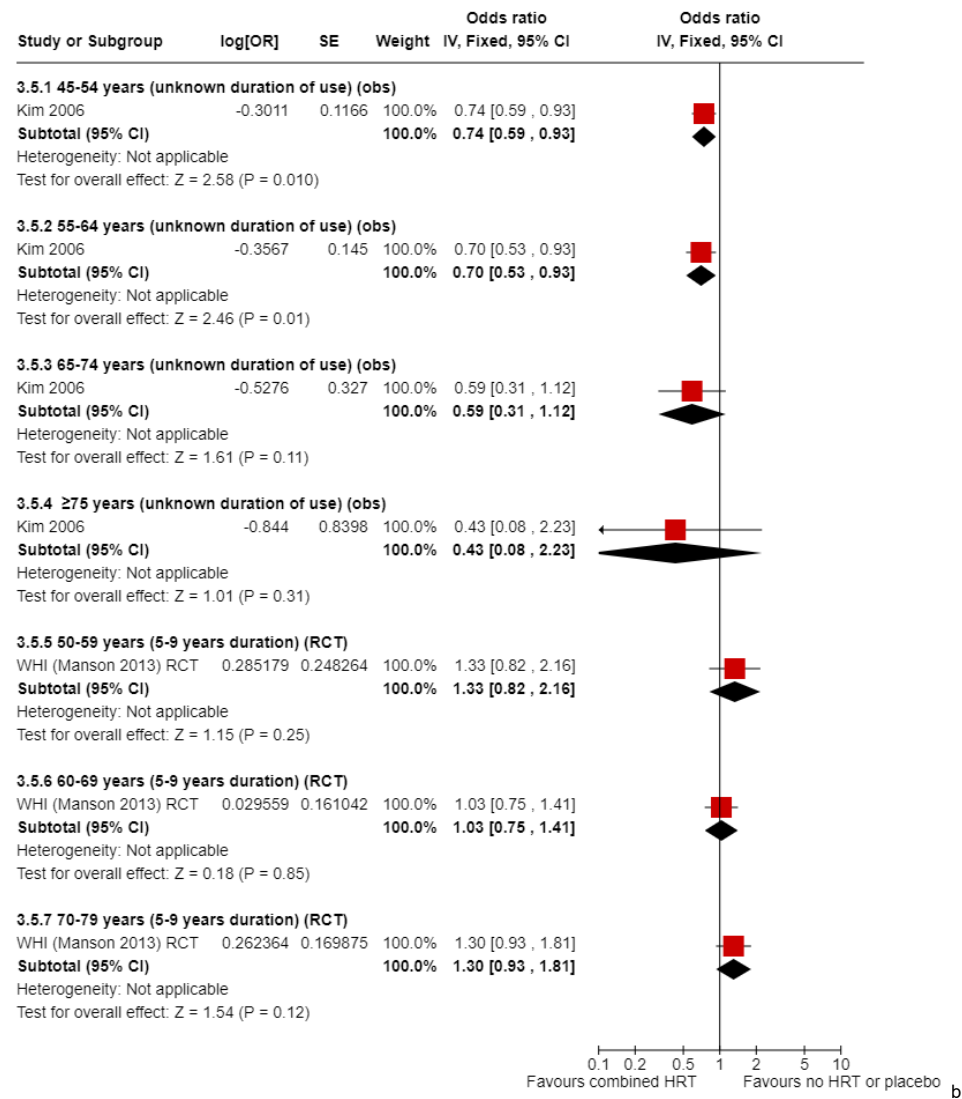 Odds ratio Odds ratio
Study or Subgroup log[OR] SE Weight IV, Fixed, 95% CI IV, Fixed, 95% CI
3.5.1 45-54 years (unknown duration of use) (obs)
Kim 2006 -0.3011 0.1166 100.0% 0.74 [0.59 , 0.93]
Subtotal (95% CI) 100.0% 0.74 [0.59 , 0.93]
Heterogeneity: Not applicable
Test for overall effect: Z = 2.58 (P = 0.010)
3.5.2 55-64 years (unknown duration of use) (obs)
Kim 2006 -0.3567 0.145 100.0% 0.70 [0.53 , 0.93]
Subtotal (95% CI) 100.0% 0.70 [0.53 , 0.93]
Heterogeneity: Not applicable
Test for overall effect: Z = 2.46 (P = 0.01)
3.5.3 65-74 years (unknown duration of use) (obs)
Kim 2006 -0.5276 0.327 100.0% 0.59 [0.31 , 1.12]
Subtotal (95% CI) 100.0% 0.59 [0.31 , 1.12]
Heterogeneity: Not applicable
Test for overall effect: Z = 1.61 (P = 0.11)
3.5.4 ≥75 years (unknown duration of use) (obs)
Kim 2006 -0.844 0.8398 100.0% 0.43 [0.08 , 2.23]
Subtotal (95% CI) 100.0% 0.43 [0.08 , 2.23]
Heterogeneity: Not applicable
Test for overall effect: Z = 1.01 (P = 0.31)
3.5.5 50-59 years (5-9 years duration) (RCT)
WHI (Manson 2013) RCT 0.285179 0.248264 100.0% 1.33 [0.82 , 2.16]
Subtotal (95% CI) 100.0% 1.33 [0.82 , 2.16]
Heterogeneity: Not applicable
Test for overall effect: Z = 1.15 (P = 0.25)
3.5.6 60-69 years (5-9 years duration) (RCT)
WHI (Manson 2013) RCT 0.029559 0.161042 100.0% 1.03 [0.75 , 1.41]
Subtotal (95% CI) 100.0% 1.03 [0.75 , 1.41]
Heterogeneity: Not applicable
Test for overall effect: Z = 0.18 (P = 0.85)
3.5.7 70-79 years (5-9 years duration) (RCT)
WHI (Manson 2013) RCT 0.262364 0.169875 100.0% 1.30 [0.93 , 1.81]
Subtotal (95% CI) 100.0% 1.30 [0.93 , 1.81]
Heterogeneity: Not applicable
Test for overall effect: Z = 1.54 (P = 0.12)
0.1 0.2 0.5 1 2 5 10
Favours combined HRT Favours no HRT or placebo
b